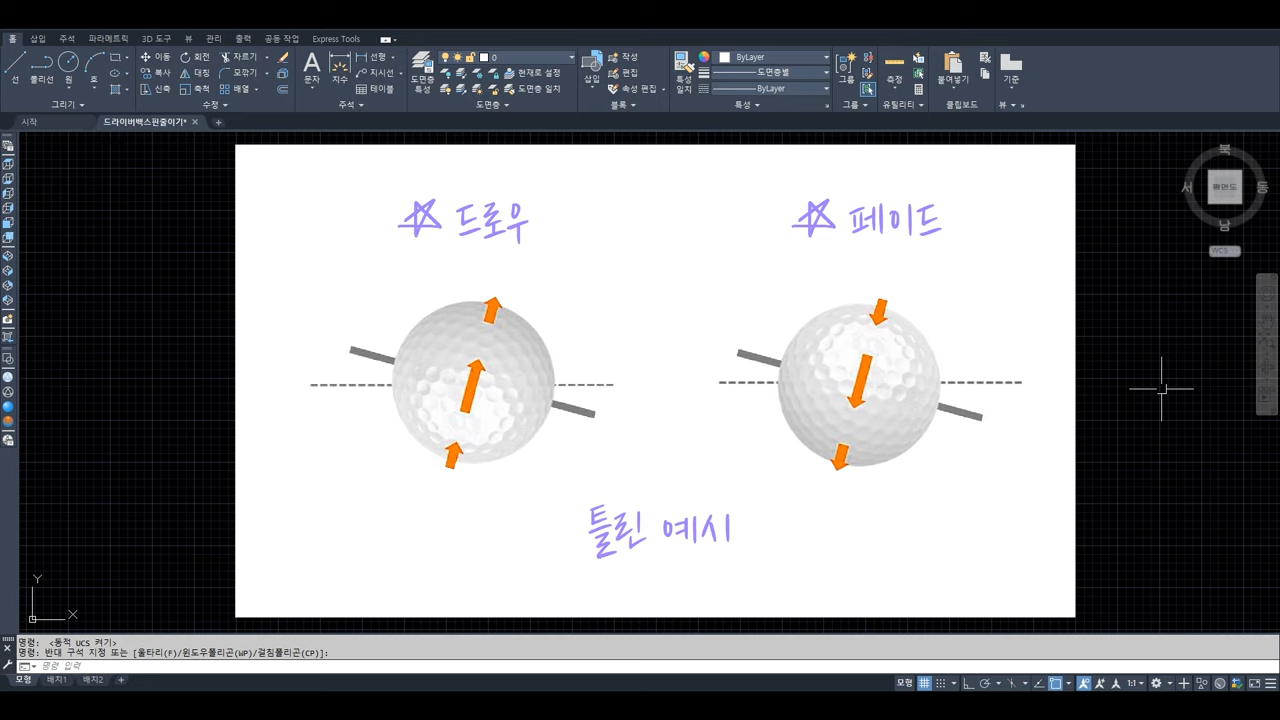 홈 삽입 주석 파라메트릭 3D 도구 뷰 관리 출력 공동 작업 Express Tools
선 폴리선 원 호
이동 회전 자르기
복사 대칭 모깎기
신축 축척 배열
문자 치수
선형
지시선
테이블
도면층 특성
0
현재로 설정
도면층 일치
삽입
작성
편집
속성 편집
특성 일치
ByLayer
도면층별
ByLayer
그룹
측정
붙여넣기
기준
그리기 수정 주석 도면층 블록 특성 그룹 유틸리티 클립보드 뷰
시작 드라이버백스핀줄이기*
북
서 평면도 동
남
WCS
드로우 페이드
틀린 예시
Y
X
명령: <동적 UCS 켜기>
명령: 반대 구석 지정 또는 [울타리(F)/윈도우폴리곤(WP)/걸침폴리곤(CP)]:
명령 입력
모형 배치1 배치2 +
모형 1:1